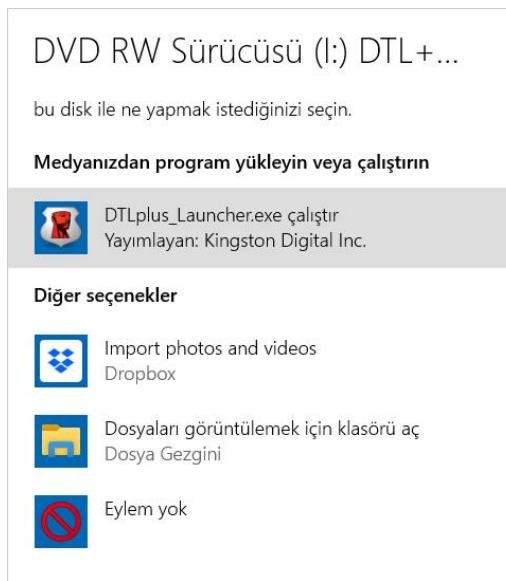 DVD RW Sürücüsü (I:) DTL+...
bu disk ile ne yapmak istediğinizi seçin.
Medyanızdan program yükleyin veya çalıştırın
DTLplus_Launcher.exe çalıştır
Yayımlayan: Kingston Digital Inc.
Diğer seçenekler
Import photos and videos
Dropbox
Dosyaları görüntülemek için klasörü aç
Dosya Gezgini
Eylem yok